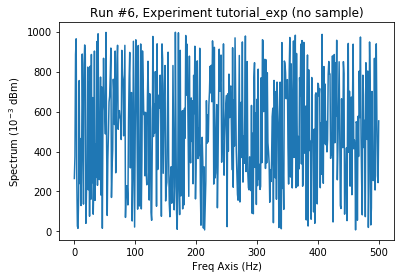 Run #6, Experiment tutorial_exp (no sample)
1000
800
600
400
200
0
Spectrum (10⁻³ dBm)
0 100 200 300 400 500
Freq Axis (Hz)